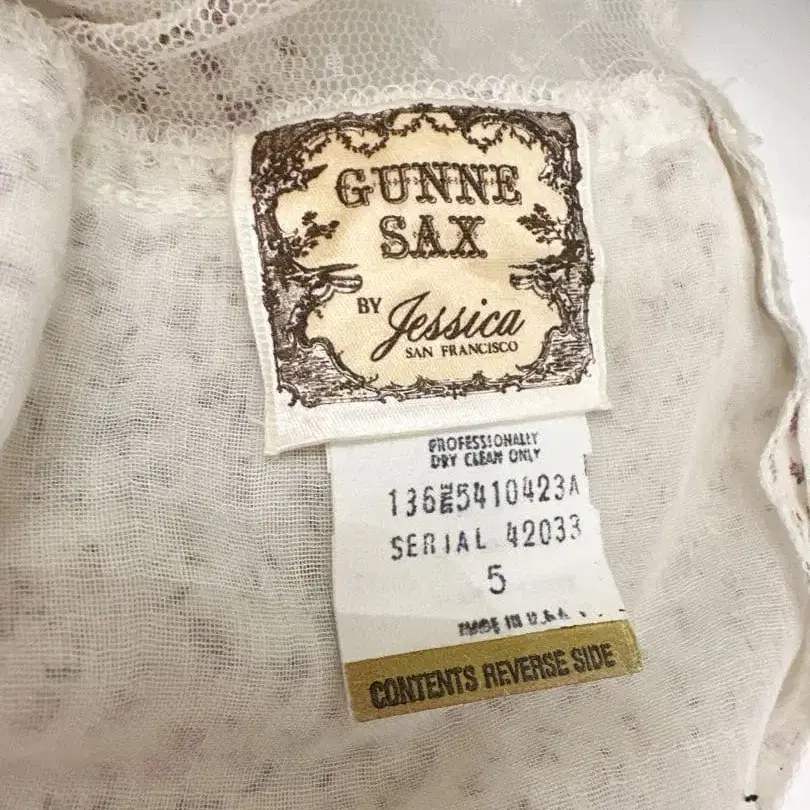 GUNNE
SAX
BY Jessica
SAN FRANCISCO
PROFESSIONALLY
DRY CLEAN ONLY
136 5410423A
SERIAL 42033
5
MADE IN U.S.A.
CONTENTS REVERSE SIDE